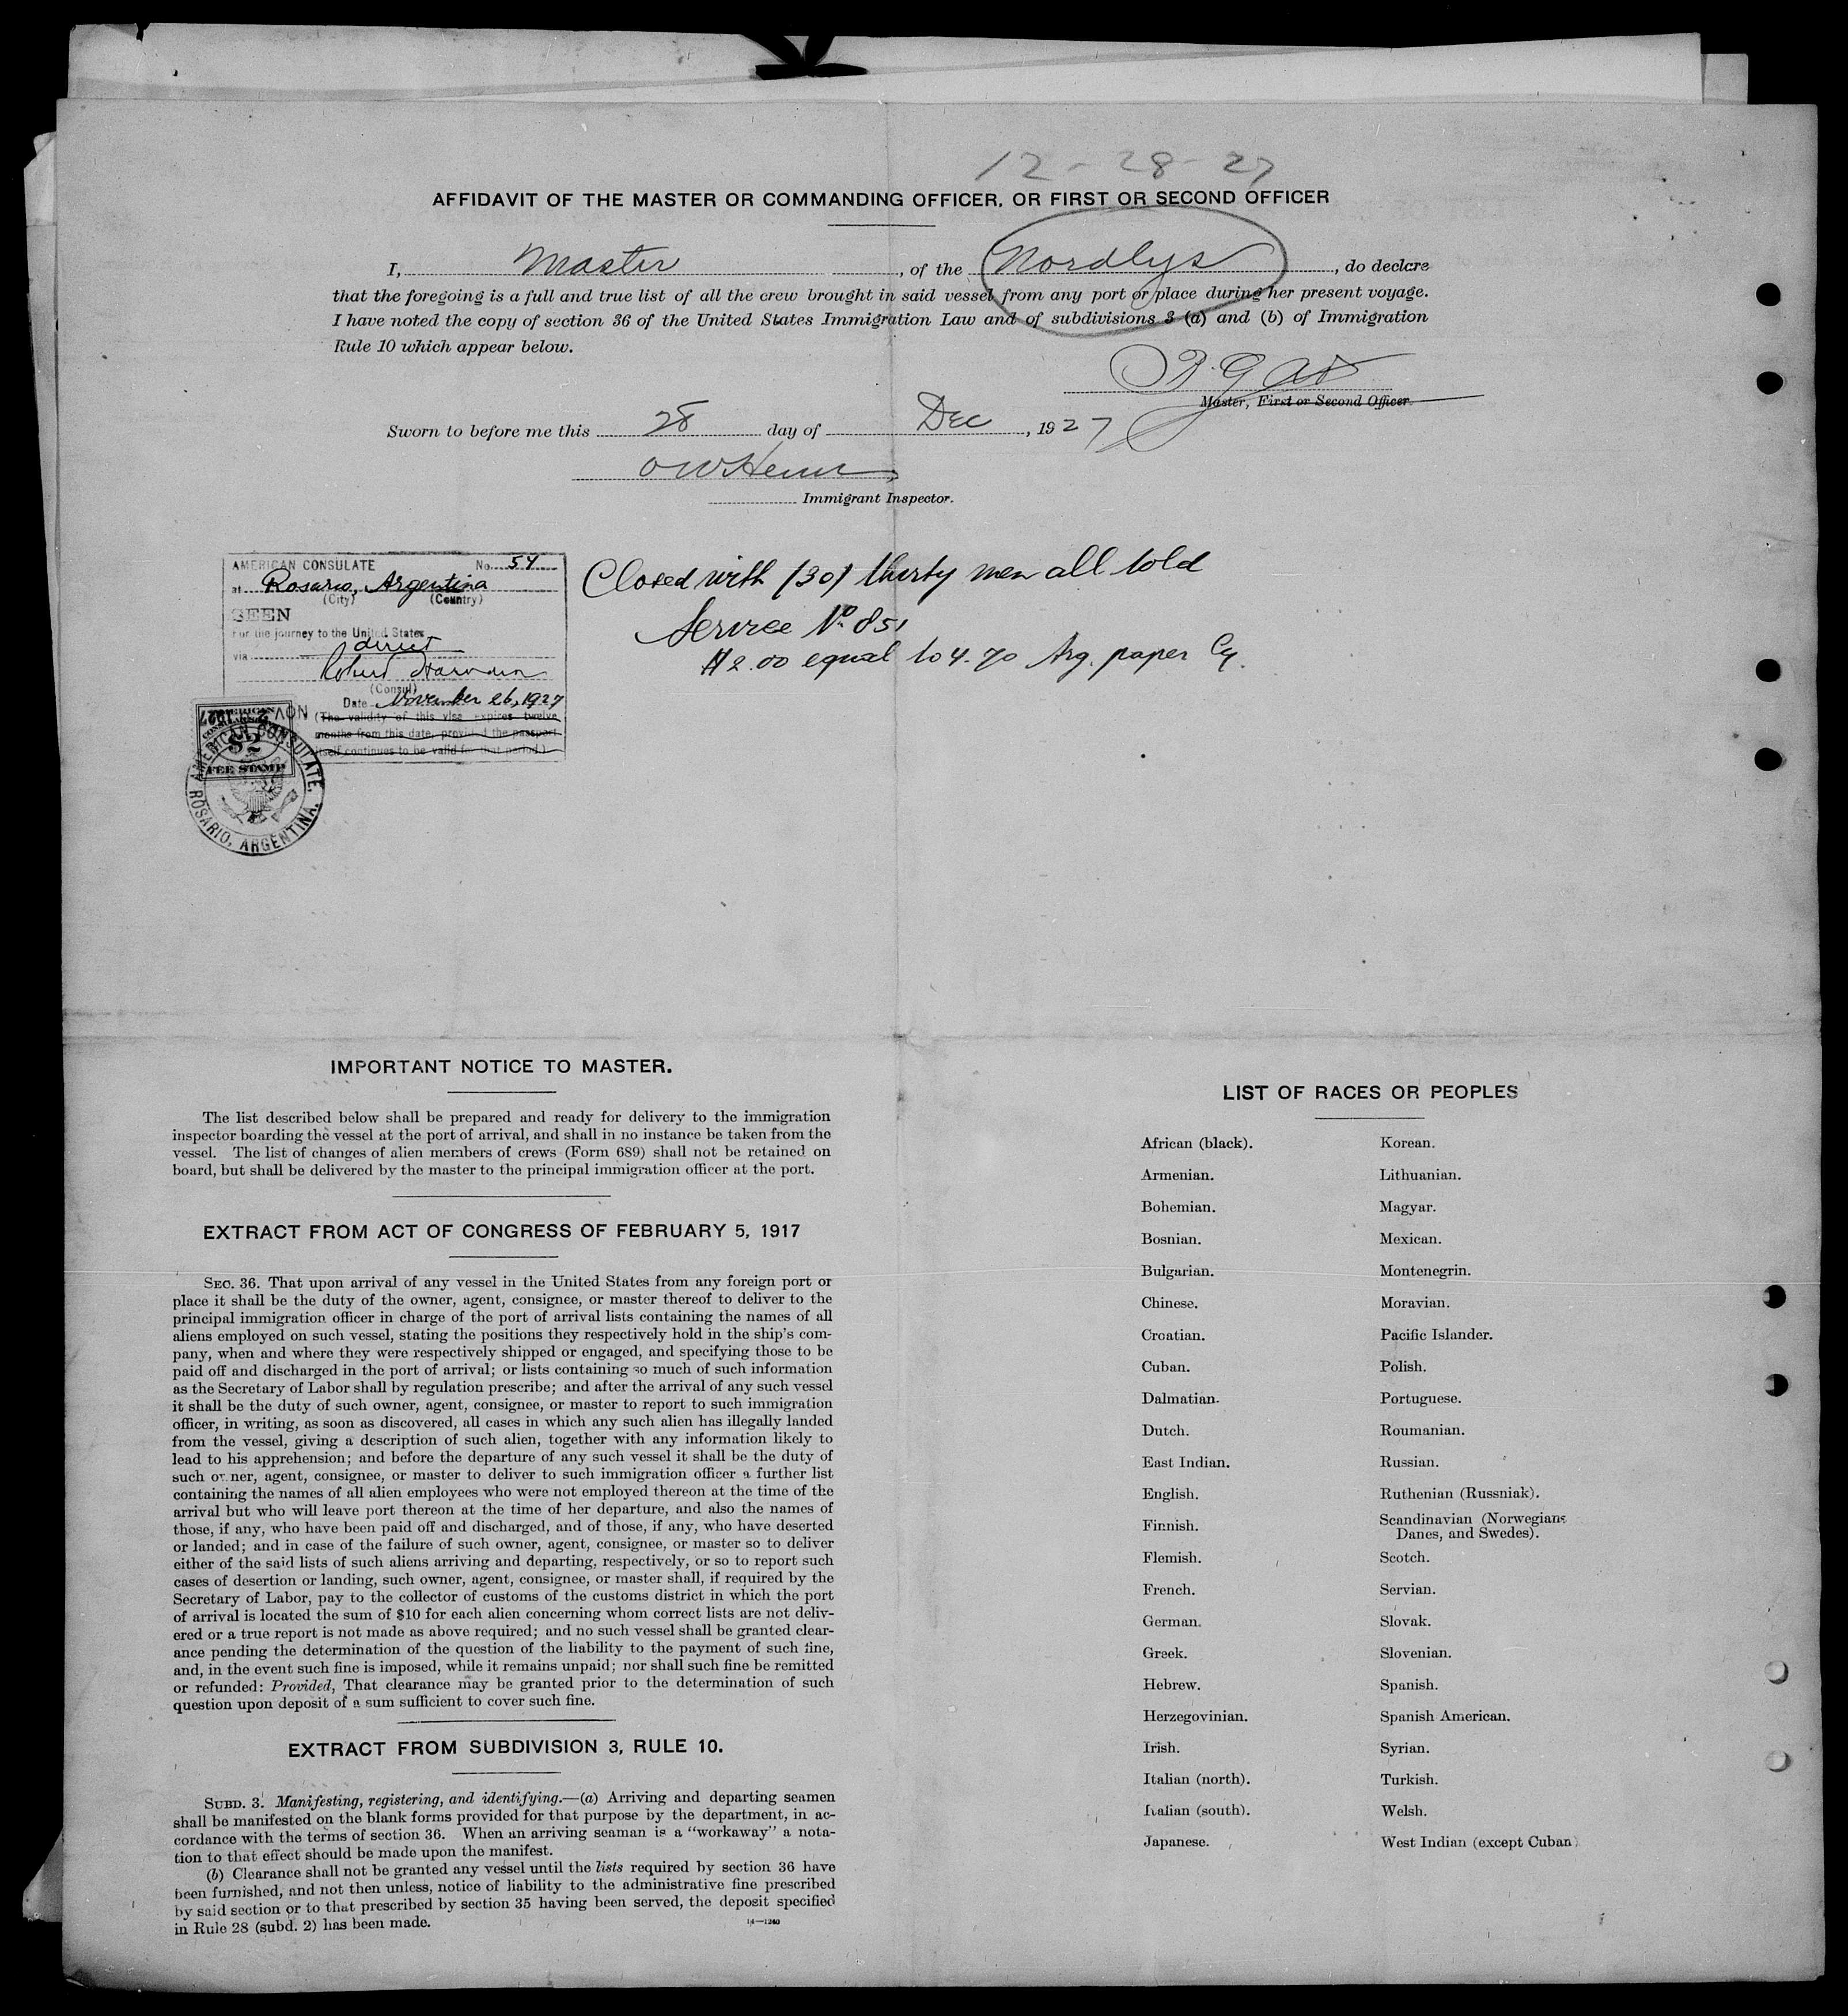 12-28-27
AFFIDAVIT OF THE MASTER OR COMMANDING OFFICER, OR FIRST OR SECOND OFFICER
I, Master, of the Nordlys, do declare
that the foregoing is a full and true list of all the crew brought in said vessel from any port or place during her present voyage.
I have noted the copy of section 36 of the United States Immigration Law and of subdivisions 3 (a) and (b) of Immigration
Rule 10 which appear below.
Master, First or Second Officer.
Sworn to before me this 28 day of Dec, 1927
Immigrant Inspector.
AMERICAN CONSULATE No. 54
at Rosario, Argentina
(City) (Country)
SEEN
For the journey to the United States
via direct
Robert
(Consul)
Date November 26, 1927
(The validity of this visa expires twelve
months from this date, provided the passport
itself continues to be valid for that period.)
NOV 1927
AMERICAN
$2
FEE STAMP
AMERICAN CONSULATE,
ROSARIO, ARGENTINA.
Closed with (30) thirty men all told
Service No. 851
$2.00 equal to 4.70 Arg. paper Cy.
IMPORTANT NOTICE TO MASTER.
The list described below shall be prepared and ready for delivery to the immigration
inspector boarding the vessel at the port of arrival, and shall in no instance be taken from the
vessel. The list of changes of alien members of crews (Form 689) shall not be retained on
board, but shall be delivered by the master to the principal immigration officer at the port.
EXTRACT FROM ACT OF CONGRESS OF FEBRUARY 5, 1917
SEC. 36. That upon arrival of any vessel in the United States from any foreign port or
place it shall be the duty of the owner, agent, consignee, or master thereof to deliver to the
principal immigration officer in charge of the port of arrival lists containing the names of all
aliens employed on such vessel, stating the positions they respectively hold in the ship's com-
pany, when and where they were respectively shipped or engaged, and specifying those to be
paid off and discharged in the port of arrival; or lists containing so much of such information
as the Secretary of Labor shall by regulation prescribe; and after the arrival of any such vessel
it shall be the duty of such owner, agent, consignee, or master to report to such immigration
officer, in writing, as soon as discovered, all cases in which any such alien has illegally landed
from the vessel, giving a description of such alien, together with any information likely to
lead to his apprehension; and before the departure of any such vessel it shall be the duty of
such owner, agent, consignee, or master to deliver to such immigration officer a further list
containing the names of all alien employees who were not employed thereon at the time of the
arrival but who will leave port thereon at the time of her departure, and also the names of
those, if any, who have been paid off and discharged, and of those, if any, who have deserted
or landed; and in case of the failure of such owner, agent, consignee, or master so to deliver
either of the said lists of such aliens arriving and departing, respectively, or so to report such
cases of desertion or landing, such owner, agent, consignee, or master shall, if required by the
Secretary of Labor, pay to the collector of customs of the customs district in which the port
of arrival is located the sum of $10 for each alien concerning whom correct lists are not deliv-
ered or a true report is not made as above required; and no such vessel shall be granted clear-
ance pending the determination of the question of the liability to the payment of such fine,
and, in the event such fine is imposed, while it remains unpaid; nor shall such fine be remitted
or refunded: Provided, That clearance may be granted prior to the determination of such
question upon deposit of a sum sufficient to cover such fine.
EXTRACT FROM SUBDIVISION 3, RULE 10.
SUBD. 3. Manifesting, registering, and identifying.—(a) Arriving and departing seamen
shall be manifested on the blank forms provided for that purpose by the department, in ac-
cordance with the terms of section 36. When an arriving seaman is a "workaway" a nota-
tion to that effect should be made upon the manifest.
(b) Clearance shall not be granted any vessel until the lists required by section 36 have
been furnished, and not then unless, notice of liability to the administrative fine prescribed
by said section or to that prescribed by section 35 having been served, the deposit specified
in Rule 28 (subd. 2) has been made.
14—1240
LIST OF RACES OR PEOPLES
African (black).
Armenian.
Bohemian.
Bosnian.
Bulgarian.
Chinese.
Croatian.
Cuban.
Dalmatian.
Dutch.
East Indian.
English.
Finnish.
Flemish.
French.
German.
Greek.
Hebrew.
Herzegovinian.
Irish.
Italian (north).
Italian (south).
Japanese.
Korean.
Lithuanian.
Magyar.
Mexican.
Montenegrin.
Moravian.
Pacific Islander.
Polish.
Portuguese.
Roumanian.
Russian.
Ruthenian (Russniak).
Scandinavian (Norwegians,
Danes, and Swedes).
Scotch.
Servian.
Slovak.
Slovenian.
Spanish.
Spanish American.
Syrian.
Turkish.
Welsh.
West Indian (except Cuban)